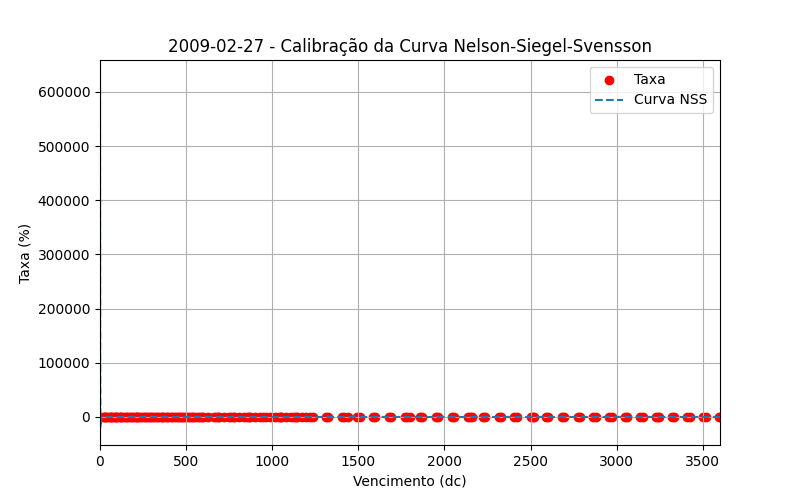 2009-02-27 - Calibração da Curva Nelson-Siegel-Svensson
Taxa
Curva NSS
600000
500000
400000
300000
200000
100000
0
Taxa (%)
0 500 1000 1500 2000 2500 3000 3500
Vencimento (dc)